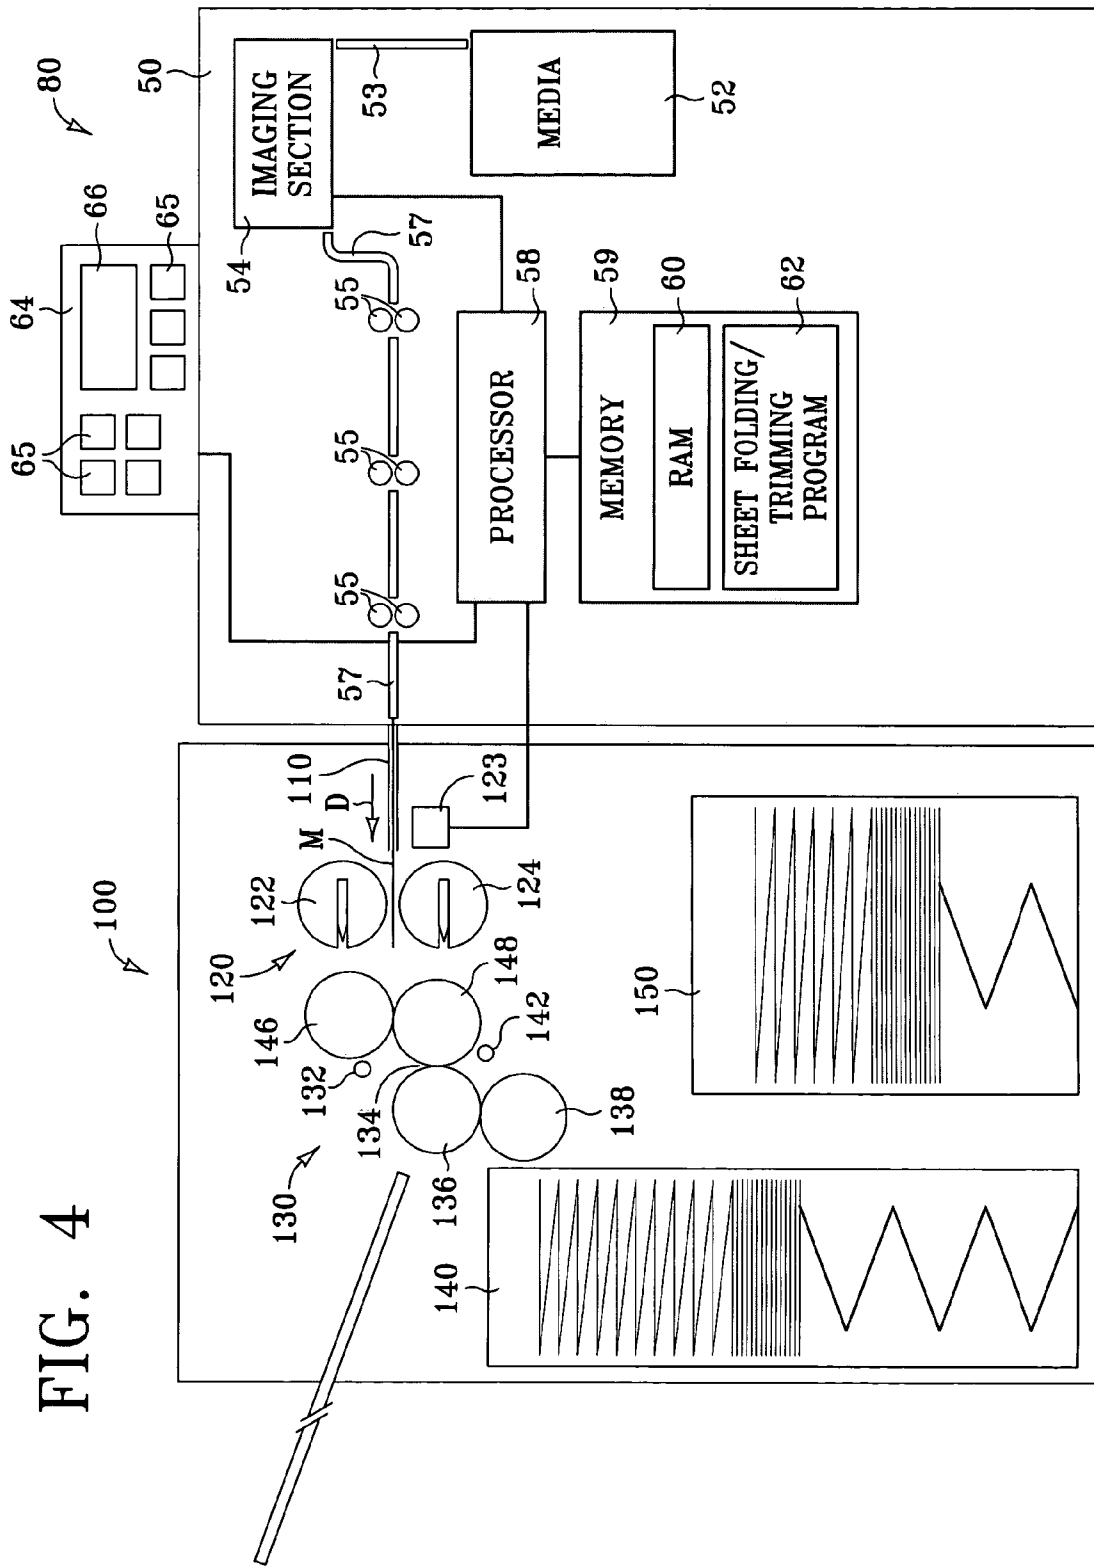 FIG. 4
80
50
64
66
65
65
54
IMAGING
SECTION
53
MEDIA
52
57
55
55
55
57
PROCESSOR
58
MEMORY
59
RAM
60
SHEET FOLDING/
TRIMMING
PROGRAM
62
100
110
D
M
123
122
124
120
146
148
142
132
134
130
136
138
140
150